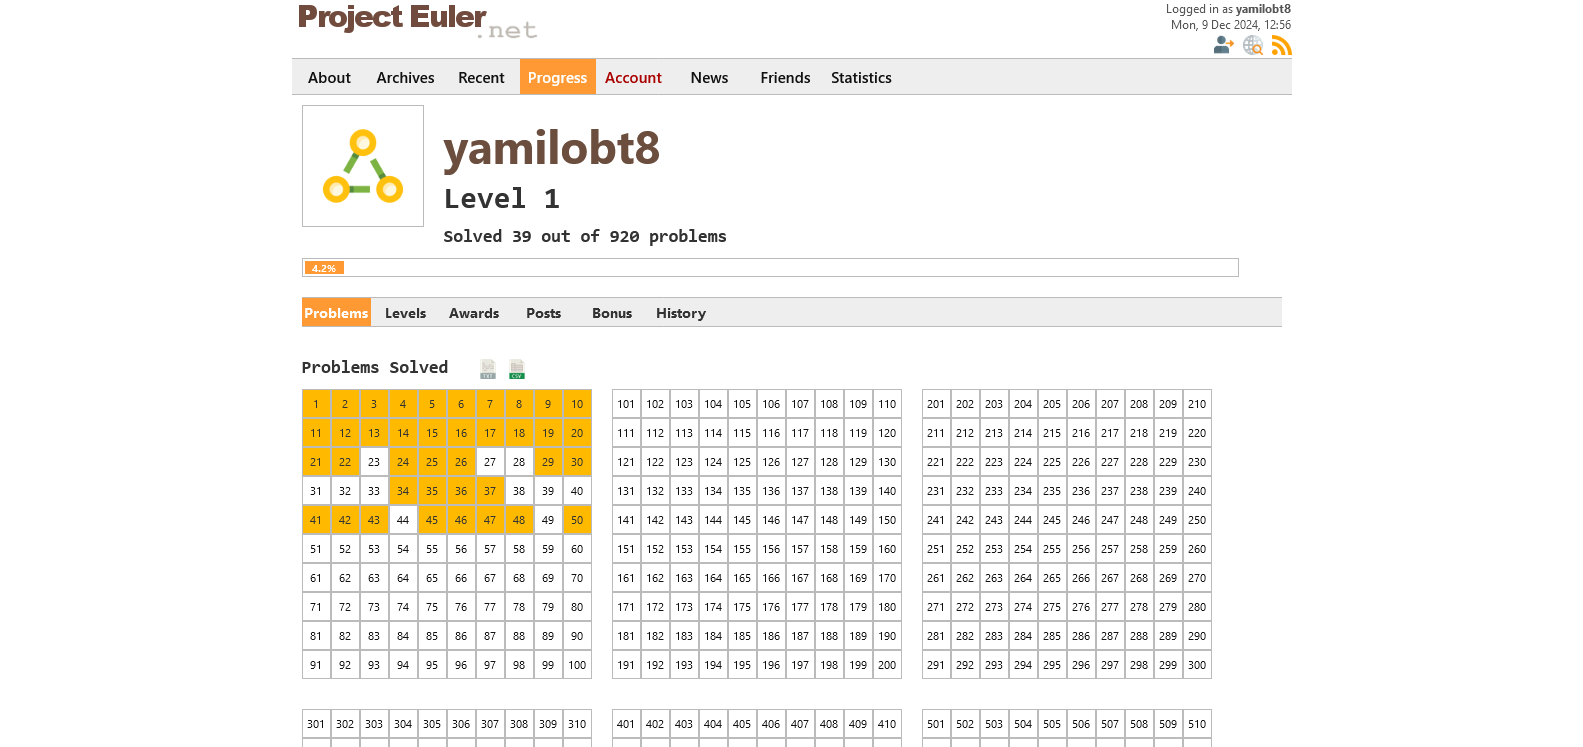 Project Euler
.net
Logged in as yamilobt8
Mon, 9 Dec 2024, 12:56
About Archives Recent Progress Account News Friends Statistics
yamilobt8
Level 1
Solved 39 out of 920 problems
4.2%
Problems Levels Awards Posts Bonus History
Problems Solved TXT CSV
1 2 3 4 5 6 7 8 9 10
11 12 13 14 15 16 17 18 19 20
21 22 23 24 25 26 27 28 29 30
31 32 33 34 35 36 37 38 39 40
41 42 43 44 45 46 47 48 49 50
51 52 53 54 55 56 57 58 59 60
61 62 63 64 65 66 67 68 69 70
71 72 73 74 75 76 77 78 79 80
81 82 83 84 85 86 87 88 89 90
91 92 93 94 95 96 97 98 99 100
101 102 103 104 105 106 107 108 109 110
111 112 113 114 115 116 117 118 119 120
121 122 123 124 125 126 127 128 129 130
131 132 133 134 135 136 137 138 139 140
141 142 143 144 145 146 147 148 149 150
151 152 153 154 155 156 157 158 159 160
161 162 163 164 165 166 167 168 169 170
171 172 173 174 175 176 177 178 179 180
181 182 183 184 185 186 187 188 189 190
191 192 193 194 195 196 197 198 199 200
201 202 203 204 205 206 207 208 209 210
211 212 213 214 215 216 217 218 219 220
221 222 223 224 225 226 227 228 229 230
231 232 233 234 235 236 237 238 239 240
241 242 243 244 245 246 247 248 249 250
251 252 253 254 255 256 257 258 259 260
261 262 263 264 265 266 267 268 269 270
271 272 273 274 275 276 277 278 279 280
281 282 283 284 285 286 287 288 289 290
291 292 293 294 295 296 297 298 299 300
301 302 303 304 305 306 307 308 309 310
401 402 403 404 405 406 407 408 409 410
501 502 503 504 505 506 507 508 509 510